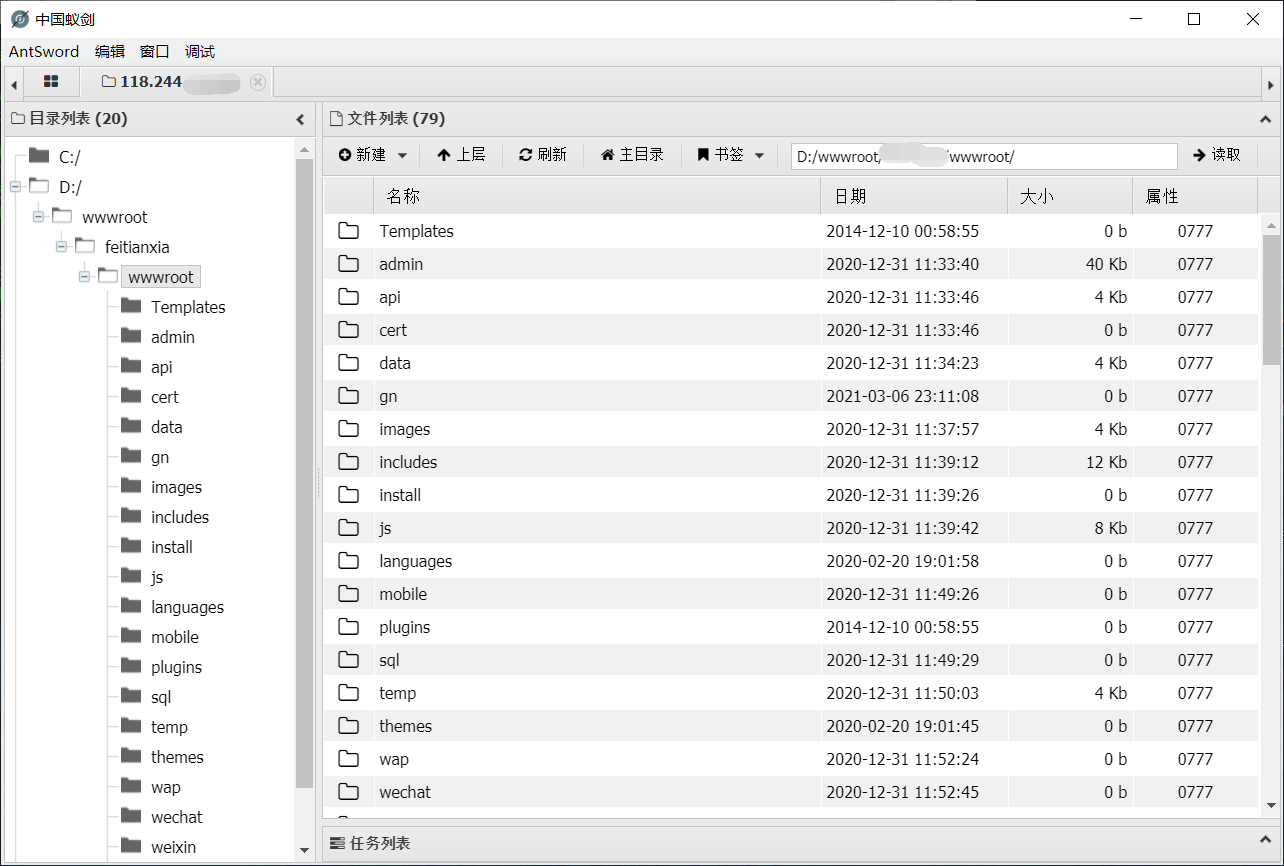 中国蚁剑
AntSword 编辑 窗口 调试
118.244
目录列表 (20)
C:/
D:/
wwwroot
feitianxia
wwwroot
Templates
admin
api
cert
data
gn
images
includes
install
js
languages
mobile
plugins
sql
temp
themes
wap
wechat
weixin
文件列表 (79)
新建 上层 刷新 主目录 书签 D:/wwwroot/ /wwwroot/ 读取
名称 日期 大小 属性
Templates 2014-12-10 00:58:55 0 b 0777
admin 2020-12-31 11:33:40 40 Kb 0777
api 2020-12-31 11:33:46 4 Kb 0777
cert 2020-12-31 11:33:46 0 b 0777
data 2020-12-31 11:34:23 4 Kb 0777
gn 2021-03-06 23:11:08 0 b 0777
images 2020-12-31 11:37:57 4 Kb 0777
includes 2020-12-31 11:39:12 12 Kb 0777
install 2020-12-31 11:39:26 0 b 0777
js 2020-12-31 11:39:42 8 Kb 0777
languages 2020-02-20 19:01:58 0 b 0777
mobile 2020-12-31 11:49:26 0 b 0777
plugins 2014-12-10 00:58:55 0 b 0777
sql 2020-12-31 11:49:29 0 b 0777
temp 2020-12-31 11:50:03 4 Kb 0777
themes 2020-02-20 19:01:45 0 b 0777
wap 2020-12-31 11:52:24 0 b 0777
wechat 2020-12-31 11:52:45 0 b 0777
任务列表